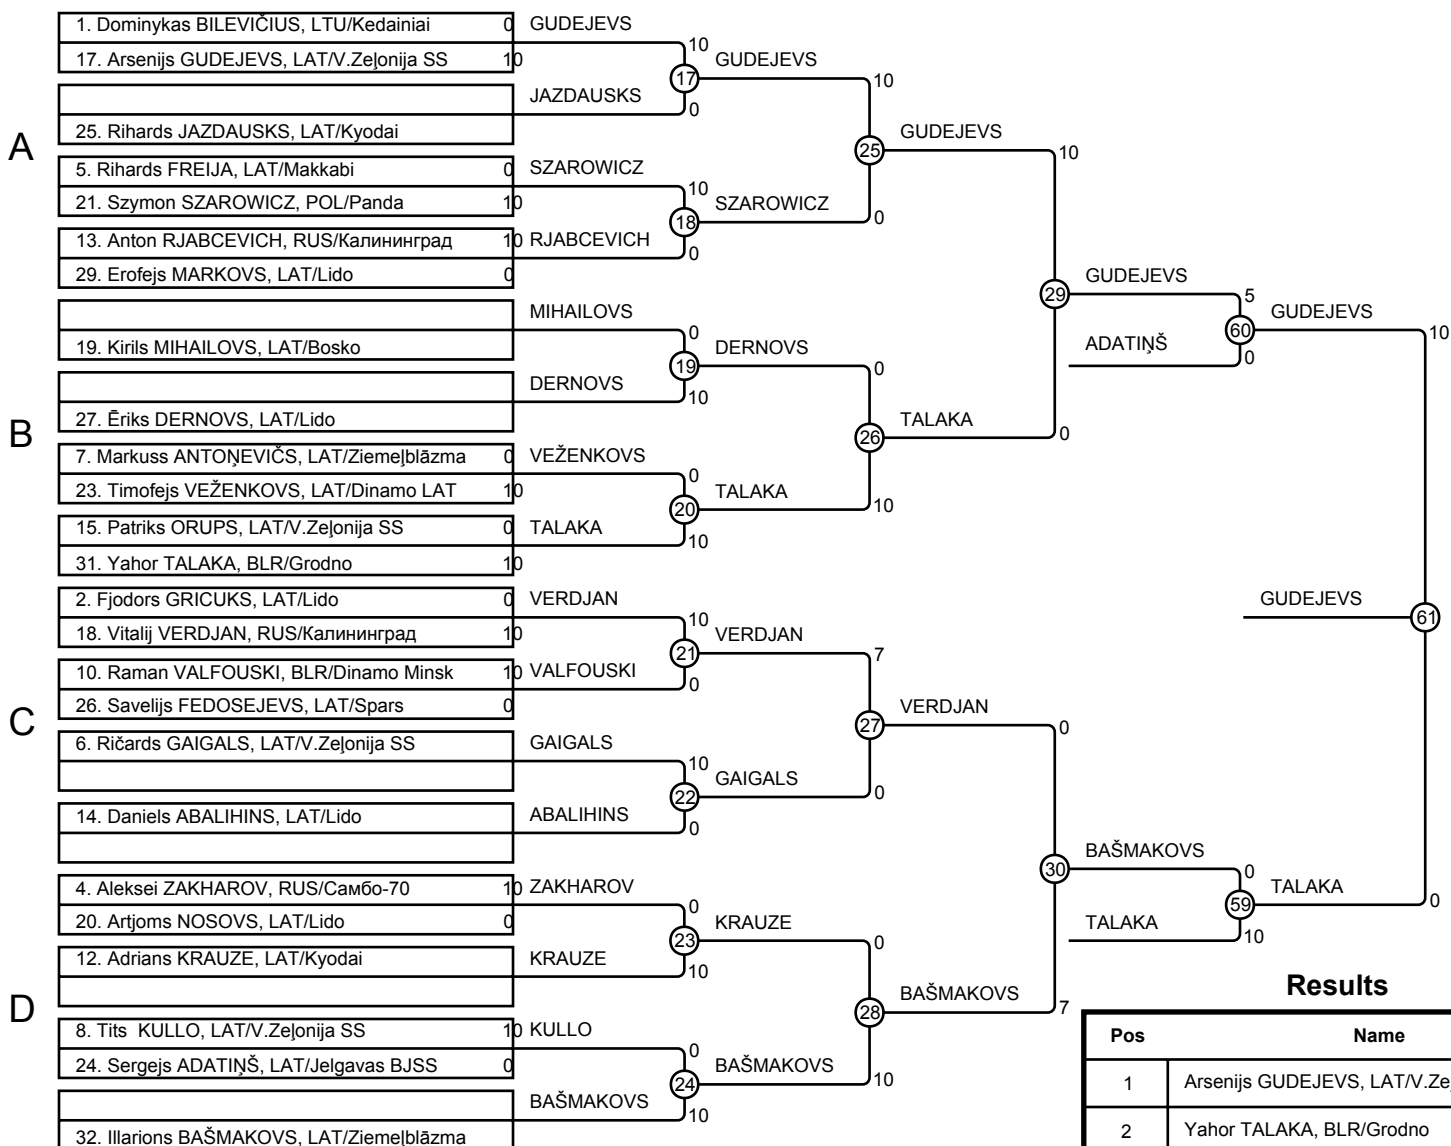 1. Dominykas BILEVIČIUS, LTU/Kedainiai 0 GUDEJEVS
10
17. Arsenijs GUDEJEVS, LAT/V.Zeļonija SS 10
17 GUDEJEVS 10
JAZDAUSKS
0
25. Rihards JAZDAUSKS, LAT/Kyodai
A
25 GUDEJEVS 10
5. Rihards FREIJA, LAT/Makkabi 0 SZAROWICZ
10
21. Szymon SZAROWICZ, POL/Panda 10
18 SZAROWICZ 0
13. Anton RJABCEVICH, RUS/Калининград 10 RJABCEVICH
0
29. Erofejs MARKOVS, LAT/Lido 0
29 GUDEJEVS 5
MIHAILOVS
0
60 GUDEJEVS 10
19. Kirils MIHAILOVS, LAT/Bosko
19 DERNOVS 0
ADATIŅŠ 0
DERNOVS
10
27. Ēriks DERNOVS, LAT/Lido
B
26 TALAKA 0
7. Markuss ANTOŅEVIČS, LAT/Ziemeļblāzma 0 VEŽENKOVS
0
23. Timofejs VEŽENKOVS, LAT/Dinamo LAT 10
20 TALAKA 10
15. Patriks ORUPS, LAT/V.Zeļonija SS 0 TALAKA
10
31. Yahor TALAKA, BLR/Grodno 10
2. Fjodors GRICUKS, LAT/Lido 0 VERDJAN
10
GUDEJEVS 61
18. Vitalij VERDJAN, RUS/Калининград 10
21 VERDJAN 7
10. Raman VALFOUSKI, BLR/Dinamo Minsk 10 VALFOUSKI
0
26. Savelijs FEDOSEJEVS, LAT/Spars 0
C
27 VERDJAN 0
6. Ričards GAIGALS, LAT/V.Zeļonija SS GAIGALS
10
22 GAIGALS 0
14. Daniels ABALIHINS, LAT/Lido ABALIHINS
0
30 BAŠMAKOVS 0
4. Aleksei ZAKHAROV, RUS/Самбо-70 10 ZAKHAROV
0
59 TALAKA 0
20. Artjoms NOSOVS, LAT/Lido 0
23 KRAUZE 0
TALAKA 10
12. Adrians KRAUZE, LAT/Kyodai KRAUZE
10
D
28 BAŠMAKOVS 7
8. Tits KULLO, LAT/V.Zeļonija SS 10 KULLO
0
24. Sergejs ADATIŅŠ, LAT/Jelgavas BJSS 0
24 BAŠMAKOVS 10
BAŠMAKOVS
10
32. Illarions BAŠMAKOVS, LAT/Ziemeļblāzma
Results
Pos Name
1 Arsenijs GUDEJEVS,
2 Yahor TALAKA, BLR/Grodno